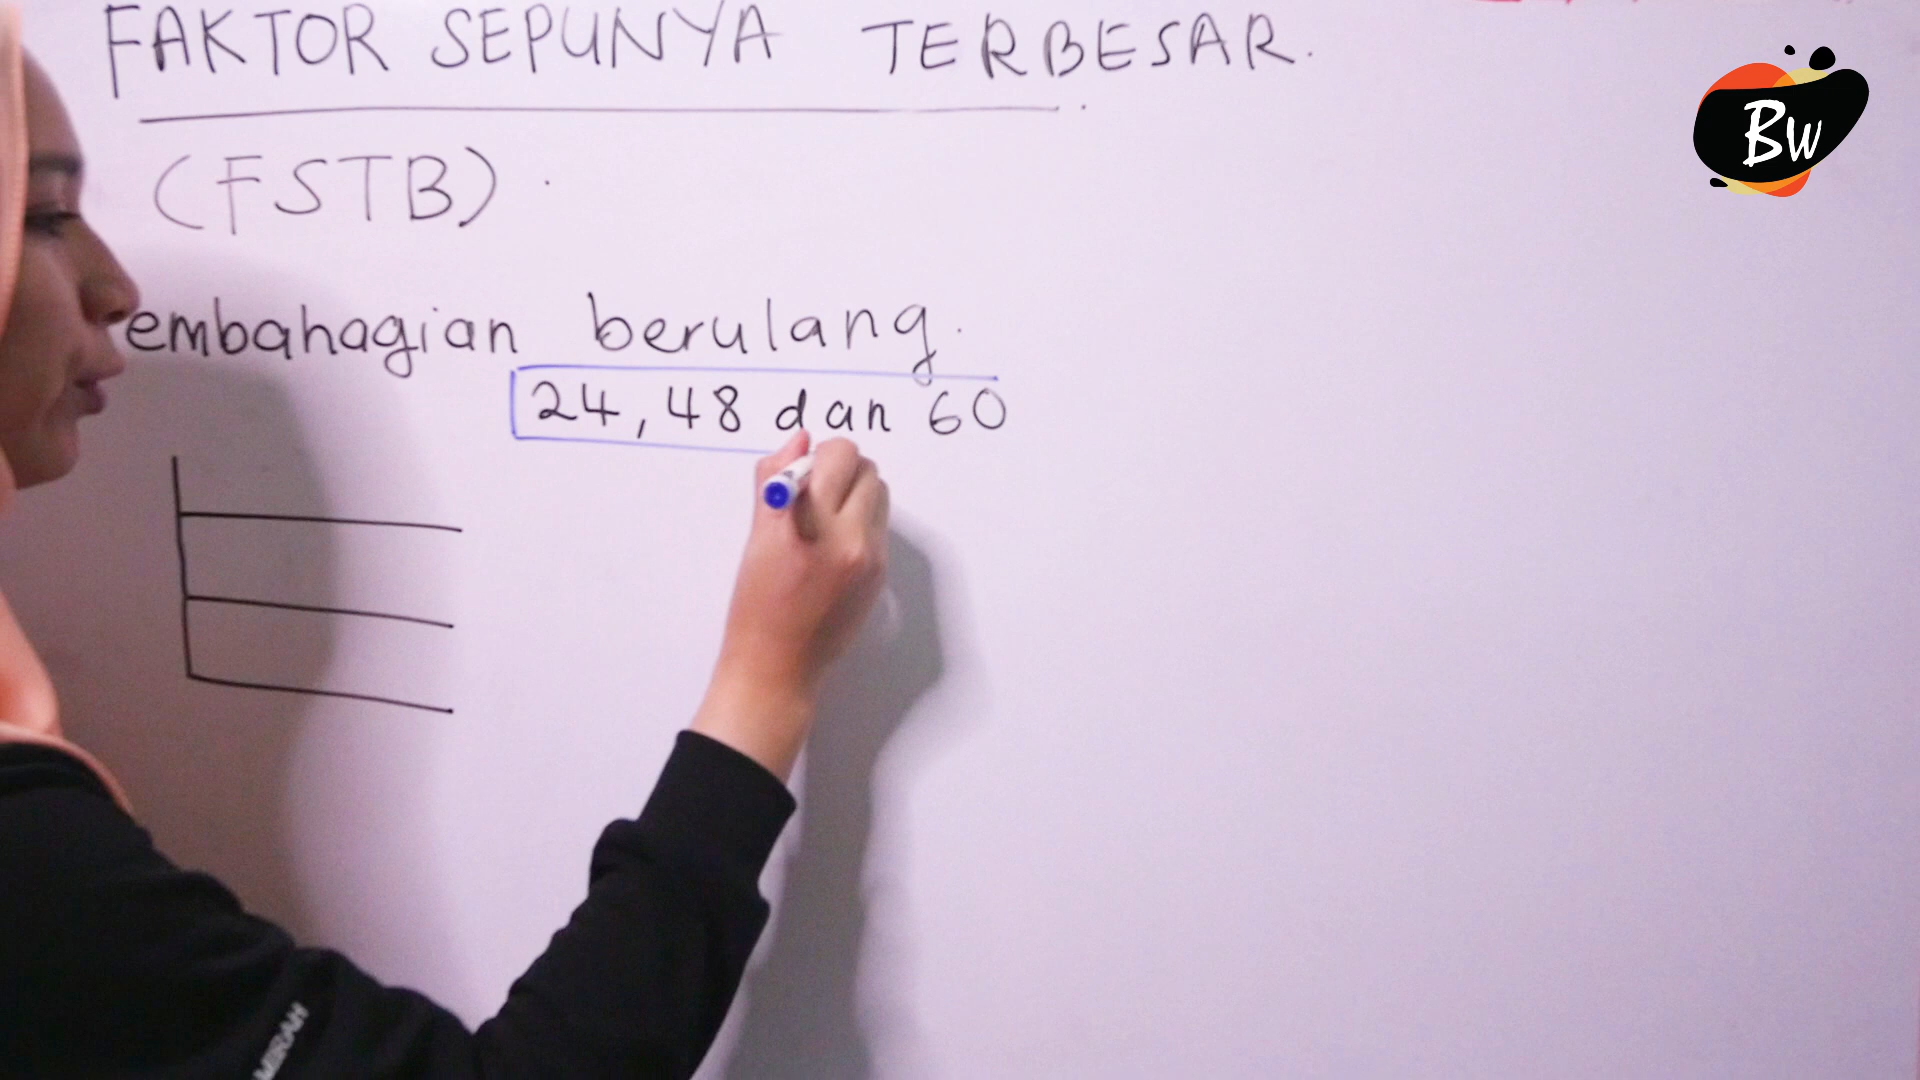 FAKTOR SEPUNYA TERBESAR.
(FSTB).
embahagian berulang.
24, 48 dan 60
BW